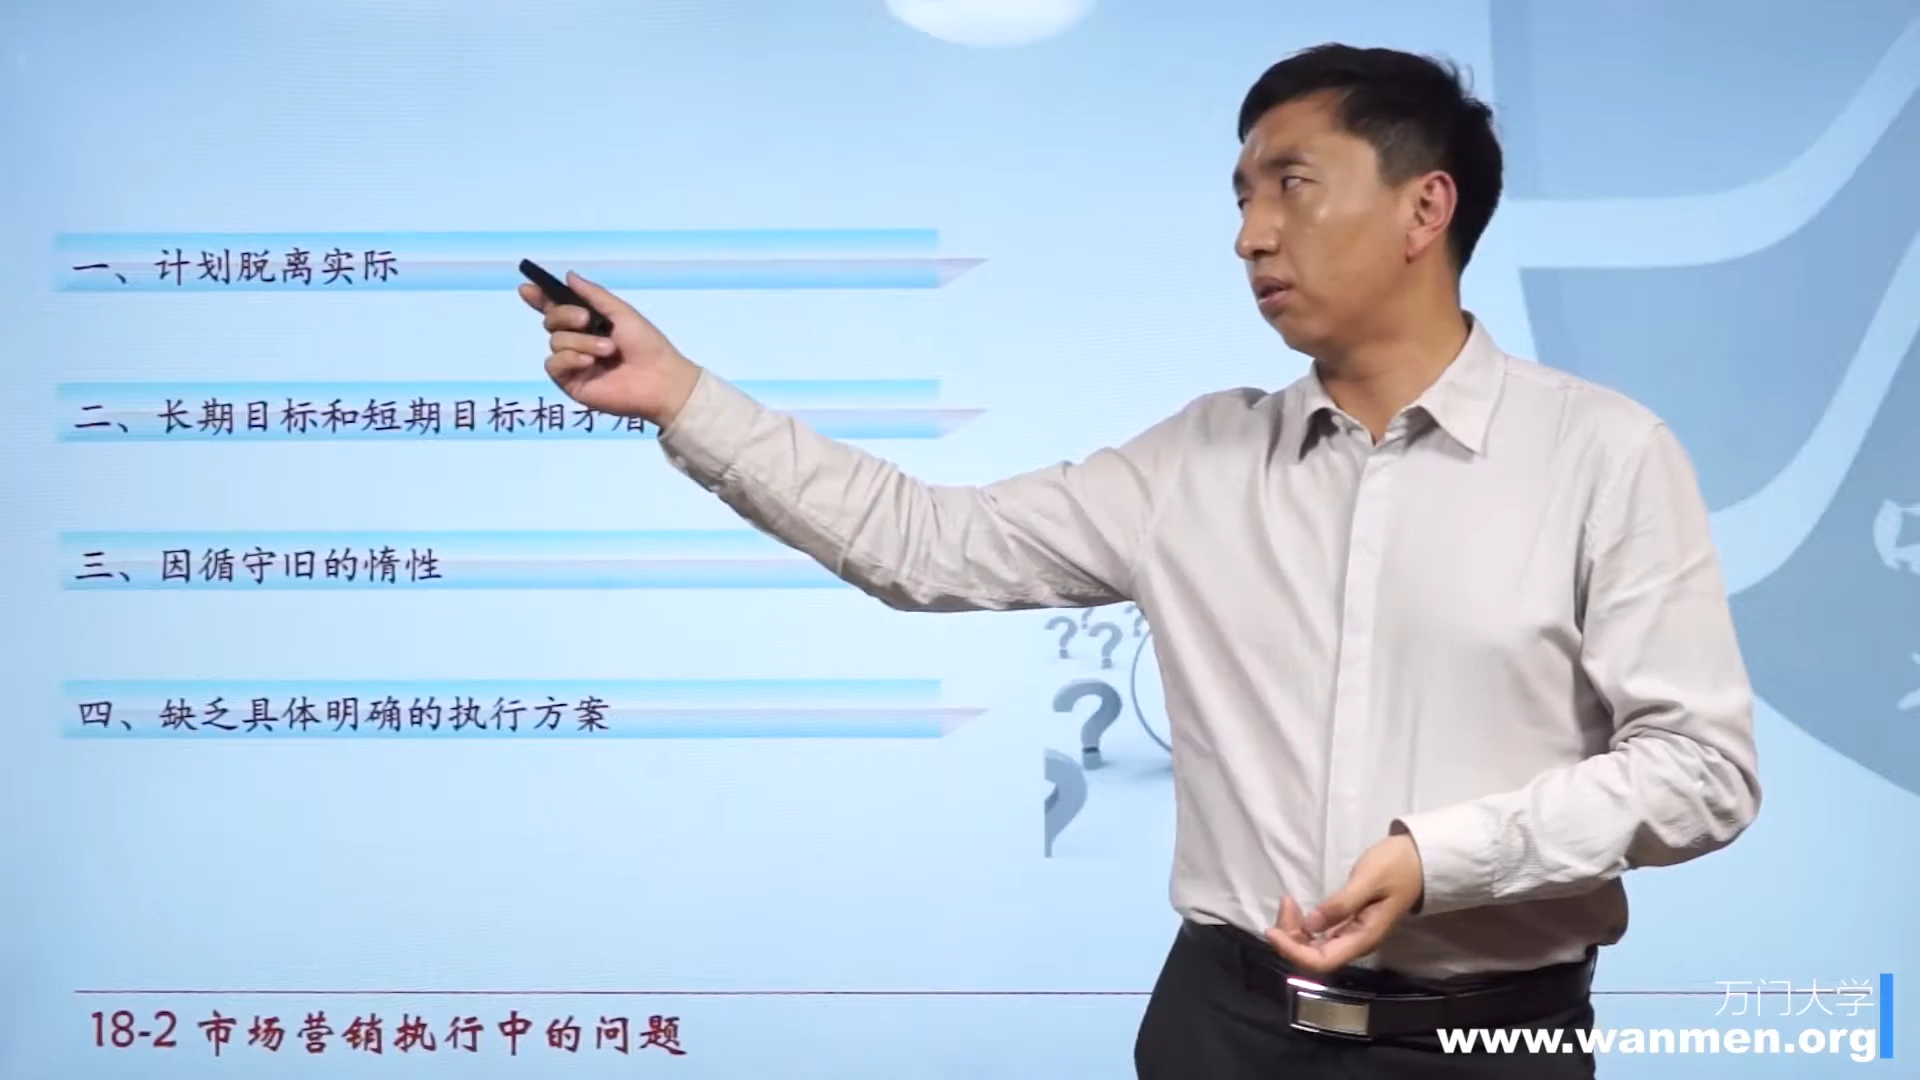 一、计划脱离实际
二、长期目标和短期目标相矛盾
三、因循守旧的惰性
四、缺乏具体明确的执行方案
18-2 市场营销执行中的问题
万门大学
www.wanmen.org